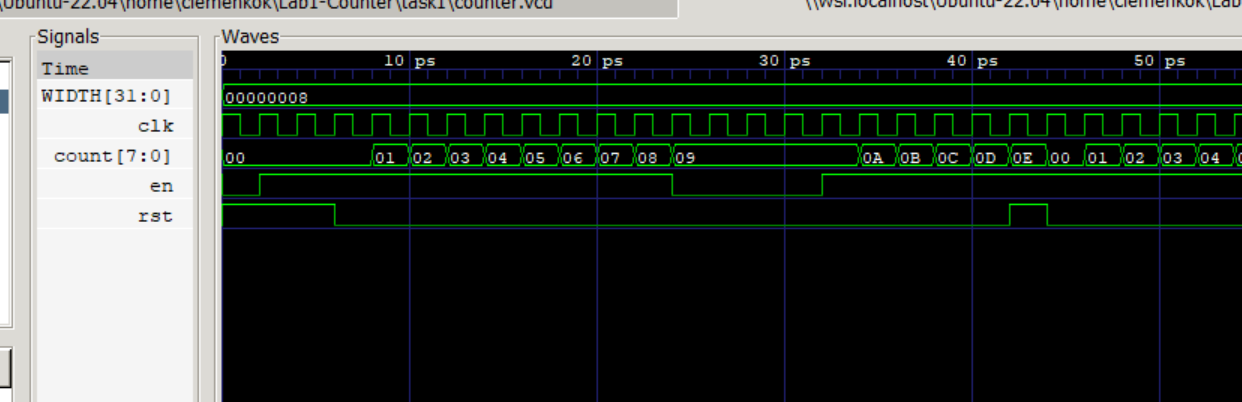 \Ubuntu-22.04\home\clemenkok\Lab1-Counter\task1\counter.vcd
\\wsl.localhost\Ubuntu-22.04\home\clemenkok\Lab
Signals
Waves
Time
0 10 ps 20 ps 30 ps 40 ps 50 ps
WIDTH[31:0] 00000008
clk
count[7:0] 00 01 02 03 04 05 06 07 08 09 0A 0B 0C 0D 0E 00 01 02 03 04
en
rst